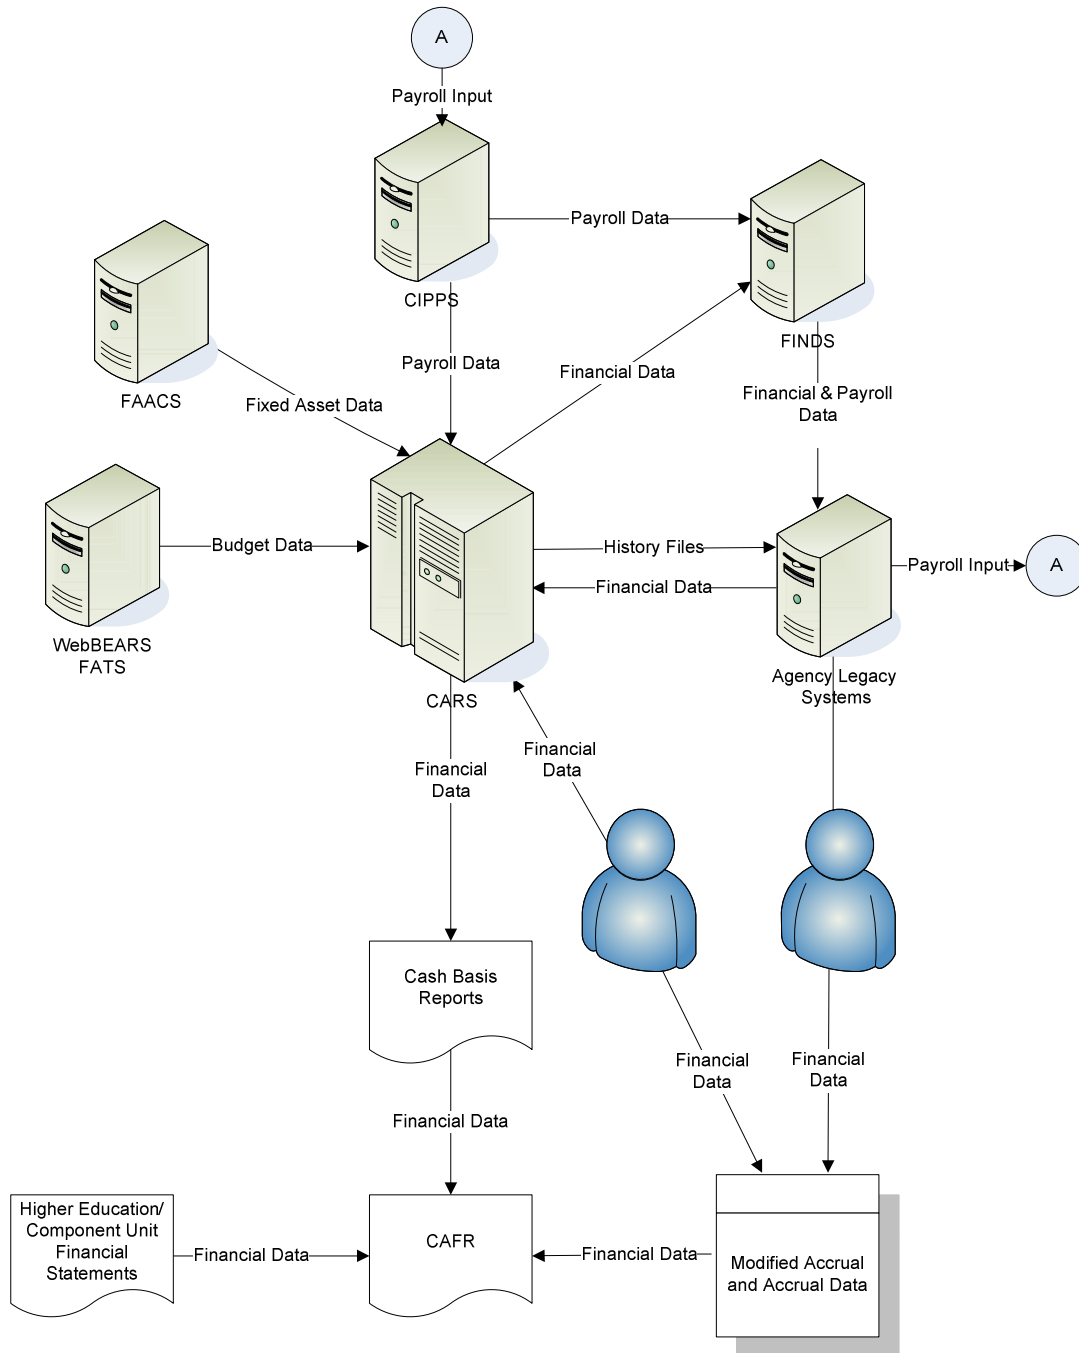 A
Payroll Input
CIPPS
Payroll Data
FINDS
FAACS
Fixed Asset Data
Payroll Data
Financial Data
Financial & Payroll
Data
WebBEARS
FATS
Budget Data
CARS
History Files
Financial Data
Agency Legacy
Systems
Payroll Input
A
Financial
Data
Financial
Data
Cash Basis
Reports
Financial
Data
Financial
Data
Financial Data
Higher Education/
Component Unit
Financial
Statements
Financial Data
CAFR
Financial Data
Modified Accrual
and Accrual Data